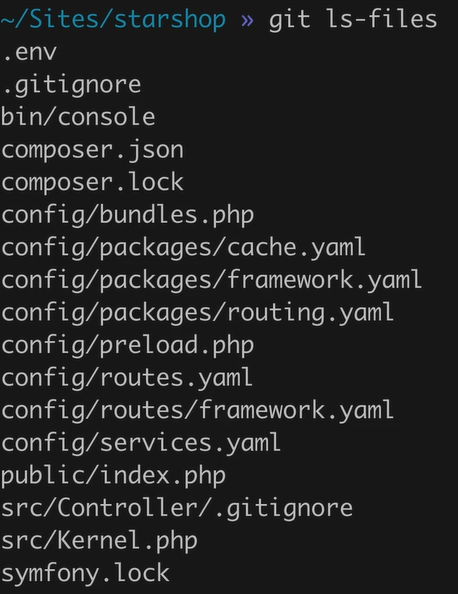 ~/Sites/starshop » git ls-files
.env
.gitignore
bin/console
composer.json
composer.lock
config/bundles.php
config/packages/cache.yaml
config/packages/framework.yaml
config/packages/routing.yaml
config/preload.php
config/routes.yaml
config/routes/framework.yaml
config/services.yaml
public/index.php
src/Controller/.gitignore
src/Kernel.php
symfony.lock